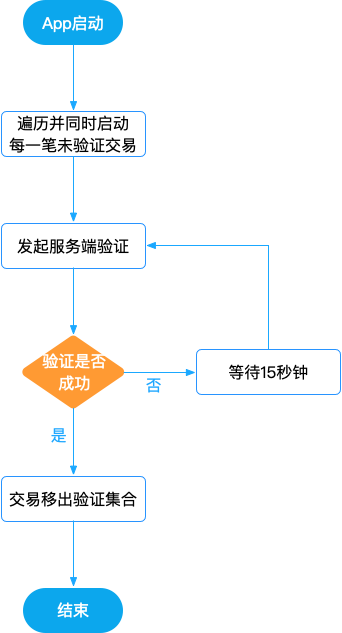 App启动
遍历并同时启动
每一笔未验证交易
发起服务端验证
验证是否
成功
否
等待15秒钟
是
交易移出验证集合
结束